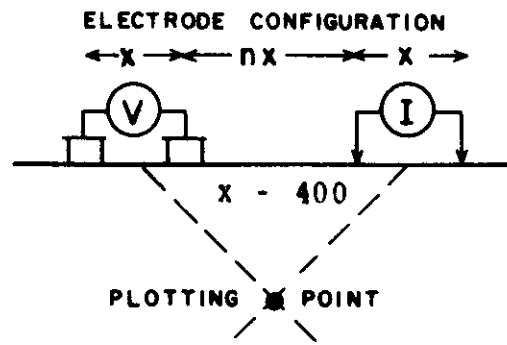 ELECTRODE CONFIGURATION
x nx x
V I
x - 400
PLOTTING POINT